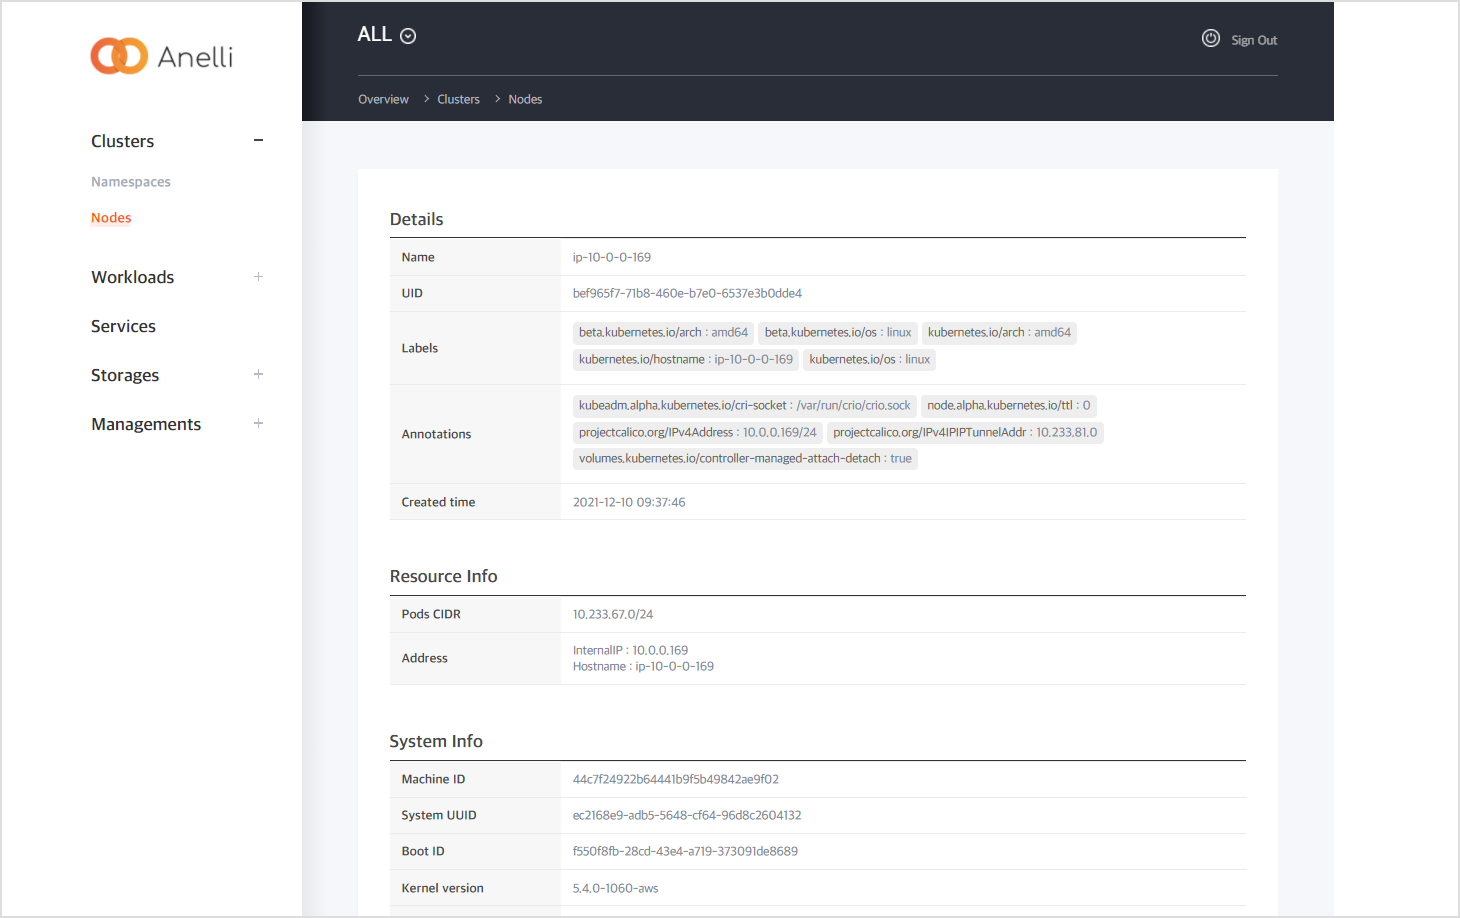 Anelli
Clusters
Namespaces
Nodes
Workloads
Services
Storages
Managements
ALL
Sign Out
Overview > Clusters > Nodes
Details
Name ip-10-0-0-169
UID bef965f7-71b8-460e-b7e0-6537e3b0dde4
Labels
beta.kubernetes.io/arch : amd64 beta.kubernetes.io/os : linux kubernetes.io/arch : amd64
kubernetes.io/hostname : ip-10-0-0-169 kubernetes.io/os : linux
Annotations
kubeadm.alpha.kubernetes.io/cri-socket : /var/run/crio/crio.sock node.alpha.kubernetes.io/ttl : 0
projectcalico.org/IPv4Address : 10.0.0.169/24 projectcalico.org/IPv4IPIPTunnelAddr : 10.233.81.0
volumes.kubernetes.io/controller-managed-attach-detach : true
Created time 2021-12-10 09:37:46
Resource Info
Pods CIDR 10.233.67.0/24
Address
InternalIP : 10.0.0.169
Hostname : ip-10-0-0-169
System Info
Machine ID 44c7f24922b64441b9f5b49842ae9f02
System UUID ec2168e9-adb5-5648-cf64-96d8c2604132
Boot ID f550f8fb-28cd-43e4-a719-373091de8689
Kernel version 5.4.0-1060-aws